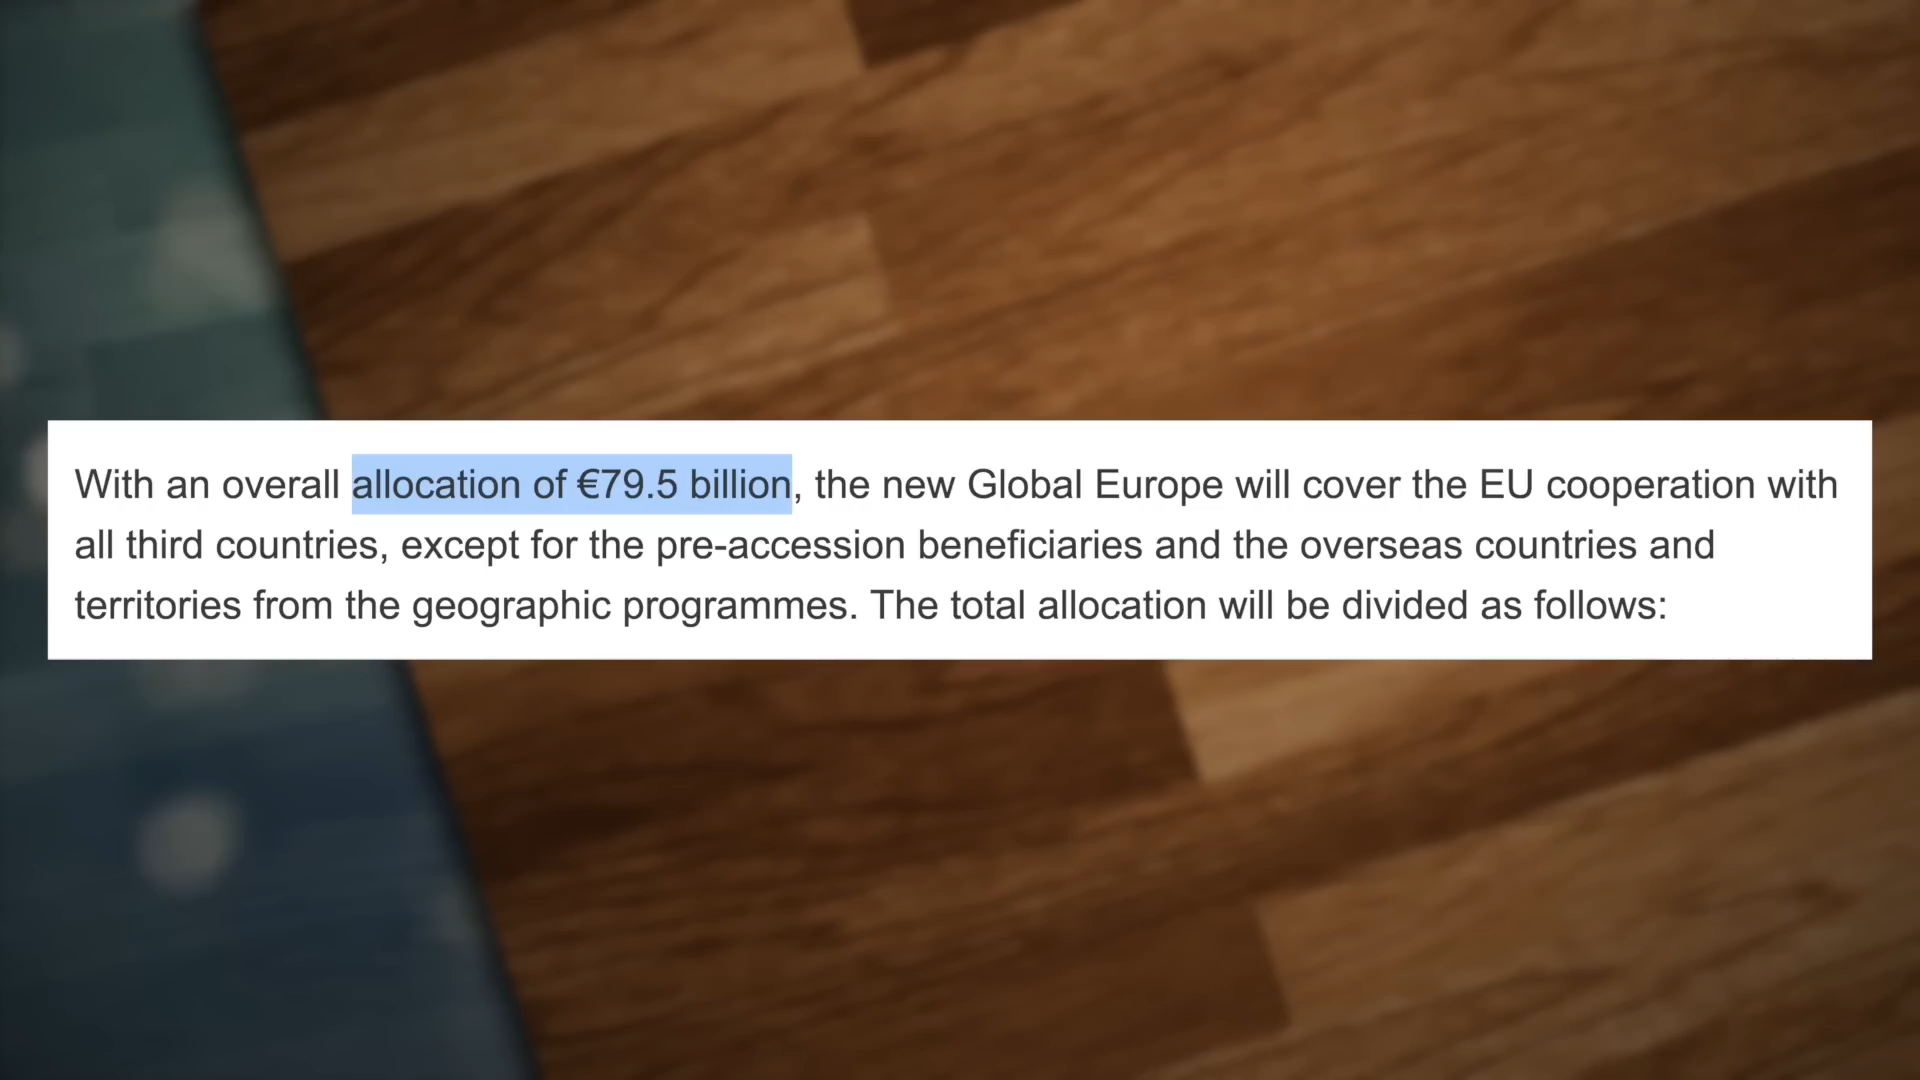 With an overall allocation of €79.5 billion, the new Global Europe will cover the EU cooperation with
all third countries, except for the pre-accession beneficiaries and the overseas countries and
territories from the geographic programmes. The total allocation will be divided as follows: